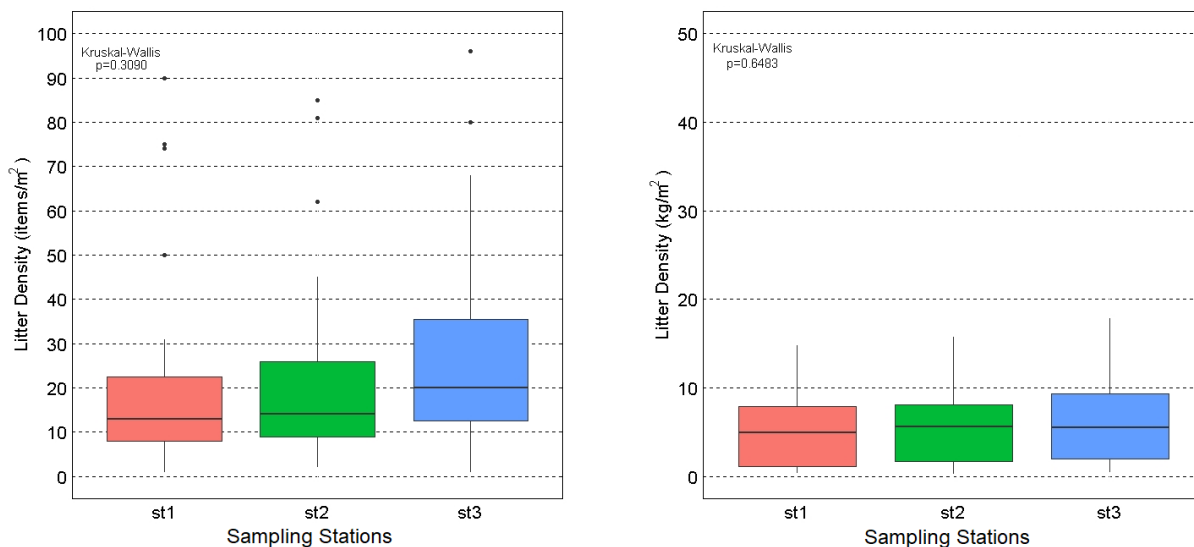 Kruskal-Wallis
p=0.3090
Litter Density (items/m²)
100
90
80
70
60
50
40
30
20
10
0
st1 st2 st3
Sampling Stations
Kruskal-Wallis
p=0.6483
Litter Density (kg/m²)
50
40
30
20
10
0
st1 st2 st3
Sampling Stations